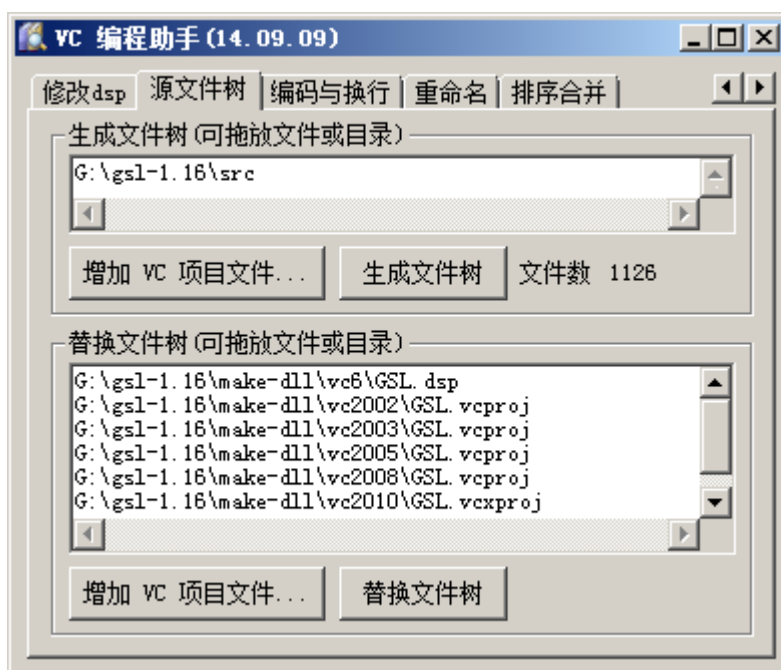 VC 编程助手(14.09.09)
修改dsp 源文件树 编码与换行 重命名 排序合并
生成文件树(可拖放文件或目录)
G:\gsl-1.16\src
增加 VC 项目文件... 生成文件树 文件数 1126
替换文件树(可拖放文件或目录)
G:\gsl-1.16\make-dll\vc6\GSL.dsp
G:\gsl-1.16\make-dll\vc2002\GSL.vcproj
G:\gsl-1.16\make-dll\vc2003\GSL.vcproj
G:\gsl-1.16\make-dll\vc2005\GSL.vcproj
G:\gsl-1.16\make-dll\vc2008\GSL.vcproj
G:\gsl-1.16\make-dll\vc2010\GSL.vcxproj
增加 VC 项目文件... 替换文件树